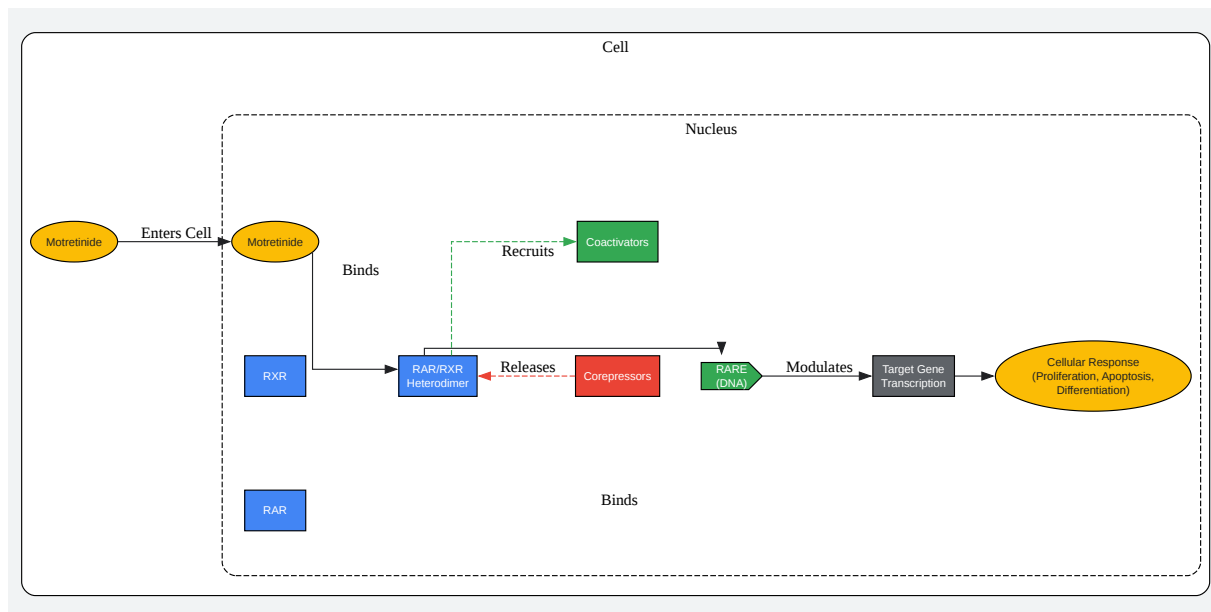 Cell
Nucleus
Motretinide
Enters Cell
Motretinide
Binds
Recruits
Coactivators
RXR
RAR/RXR
Heterodimer
Releases
Corepressors
RARE
(DNA)
Modulates
Target Gene
Transcription
Cellular Response
(Proliferation, Apoptosis,
Differentiation)
RAR
Binds